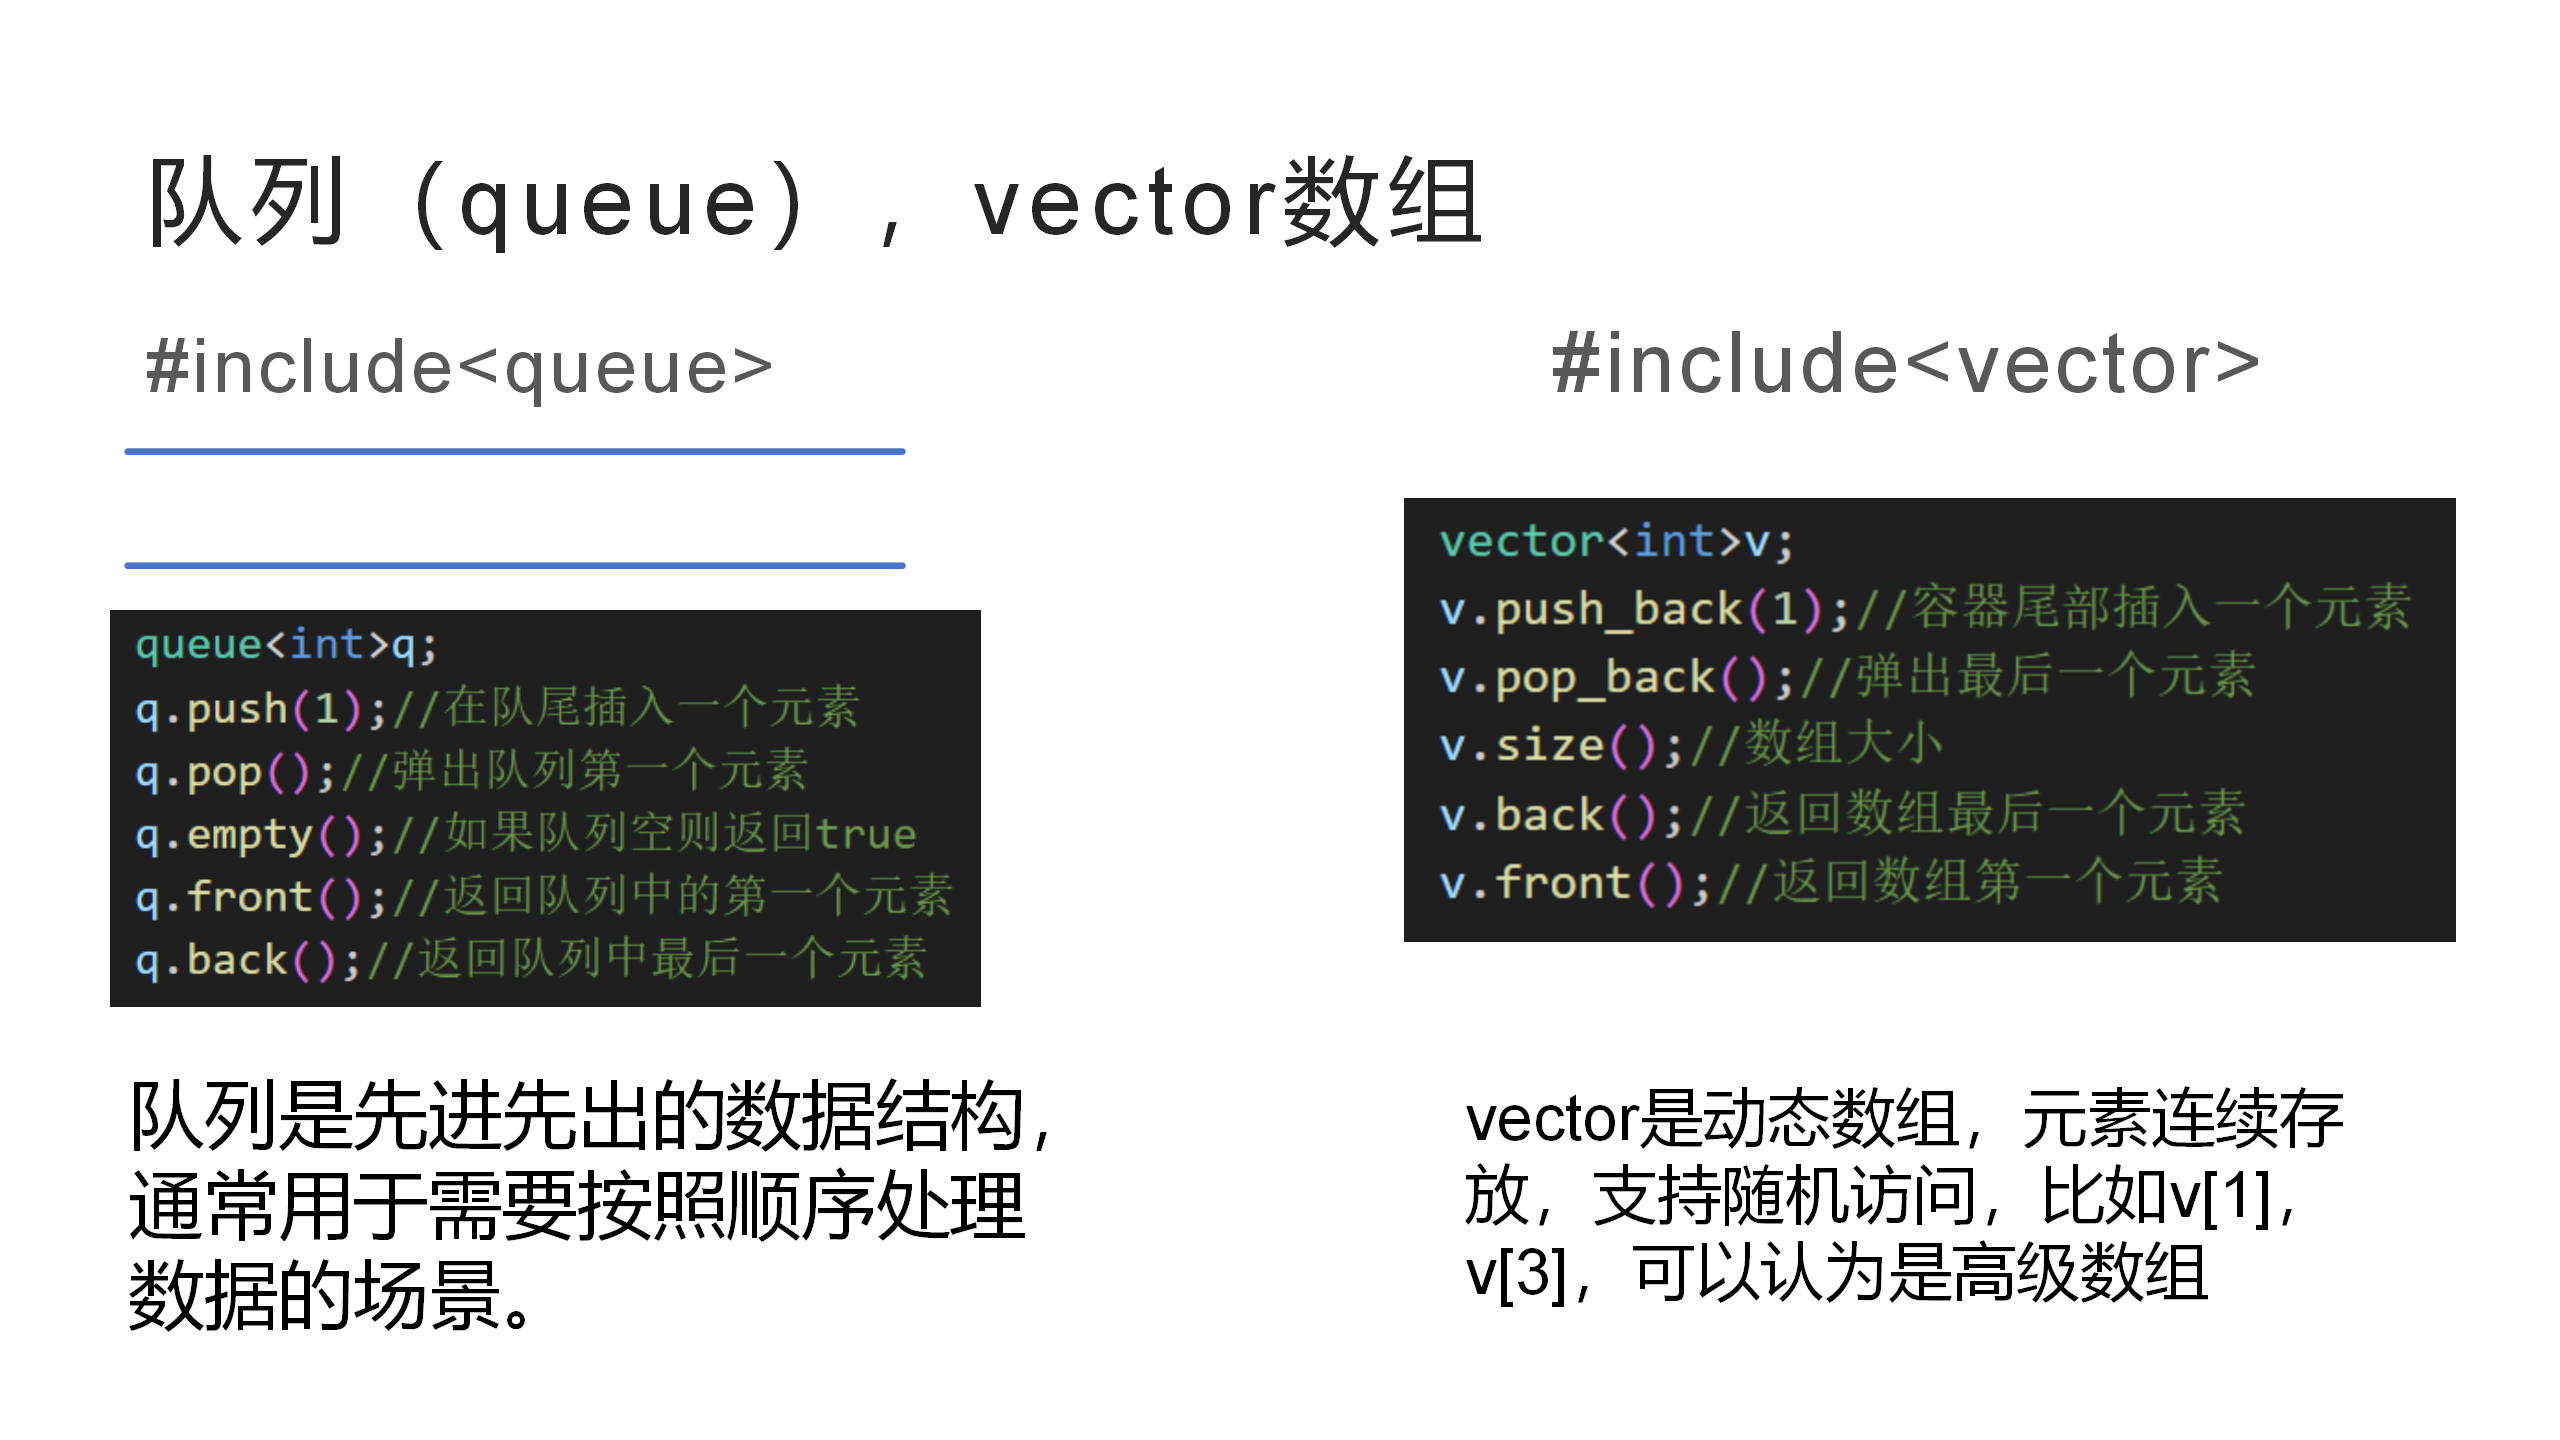 队列（queue），vector数组
#include<queue>
queue<int>q;
q.push(1);//在队尾插入一个元素
q.pop();//弹出队列第一个元素
q.empty();//如果队列空则返回true
q.front();//返回队列中的第一个元素
q.back();//返回队列中最后一个元素
队列是先进先出的数据结构，
通常用于需要按照顺序处理
数据的场景。
#include<vector>
vector<int>v;
v.push_back(1);//容器尾部插入一个元素
v.pop_back();//弹出最后一个元素
v.size();//数组大小
v.back();//返回数组最后一个元素
v.front();//返回数组第一个元素
vector是动态数组，元素连续存
放，支持随机访问，比如v[1]，
v[3]，可以认为是高级数组